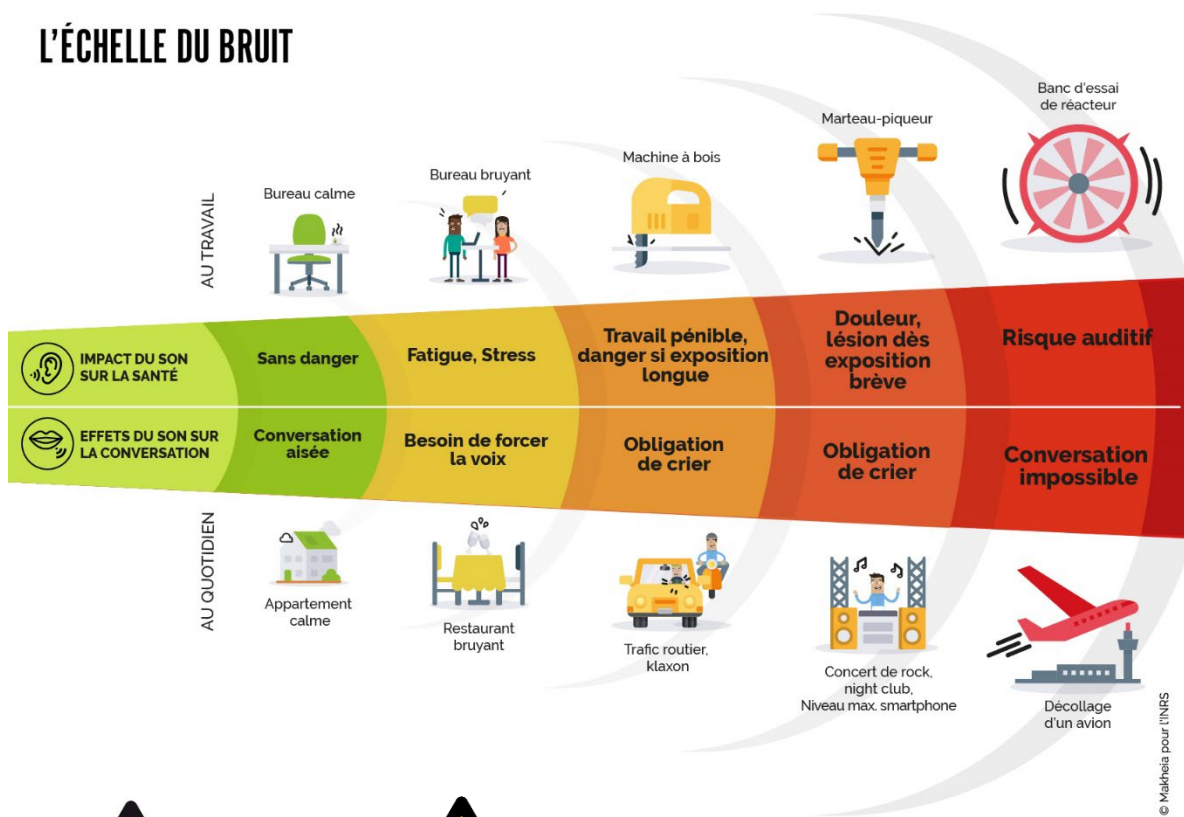 L'ÉCHELLE DU BRUIT
AU TRAVAIL
Bureau calme
Bureau bruyant
Machine à bois
Marteau-piqueur
Banc d'essai
de réacteur
IMPACT DU SON
SUR LA SANTÉ
Sans danger
Fatigue, Stress
Travail pénible,
danger si exposition
longue
Douleur,
lésion dès
exposition
brève
Risque auditif
EFFETS DU SON SUR
LA CONVERSATION
Conversation
aisée
Besoin de forcer
la voix
Obligation
de crier
Obligation
de crier
Conversation
impossible
AU QUOTIDIEN
Appartement
calme
Restaurant
bruyant
Trafic routier,
klaxon
Concert de rock,
night club,
Niveau max. smartphone
Décollage
d'un avion
© Makheia pour l'INRS